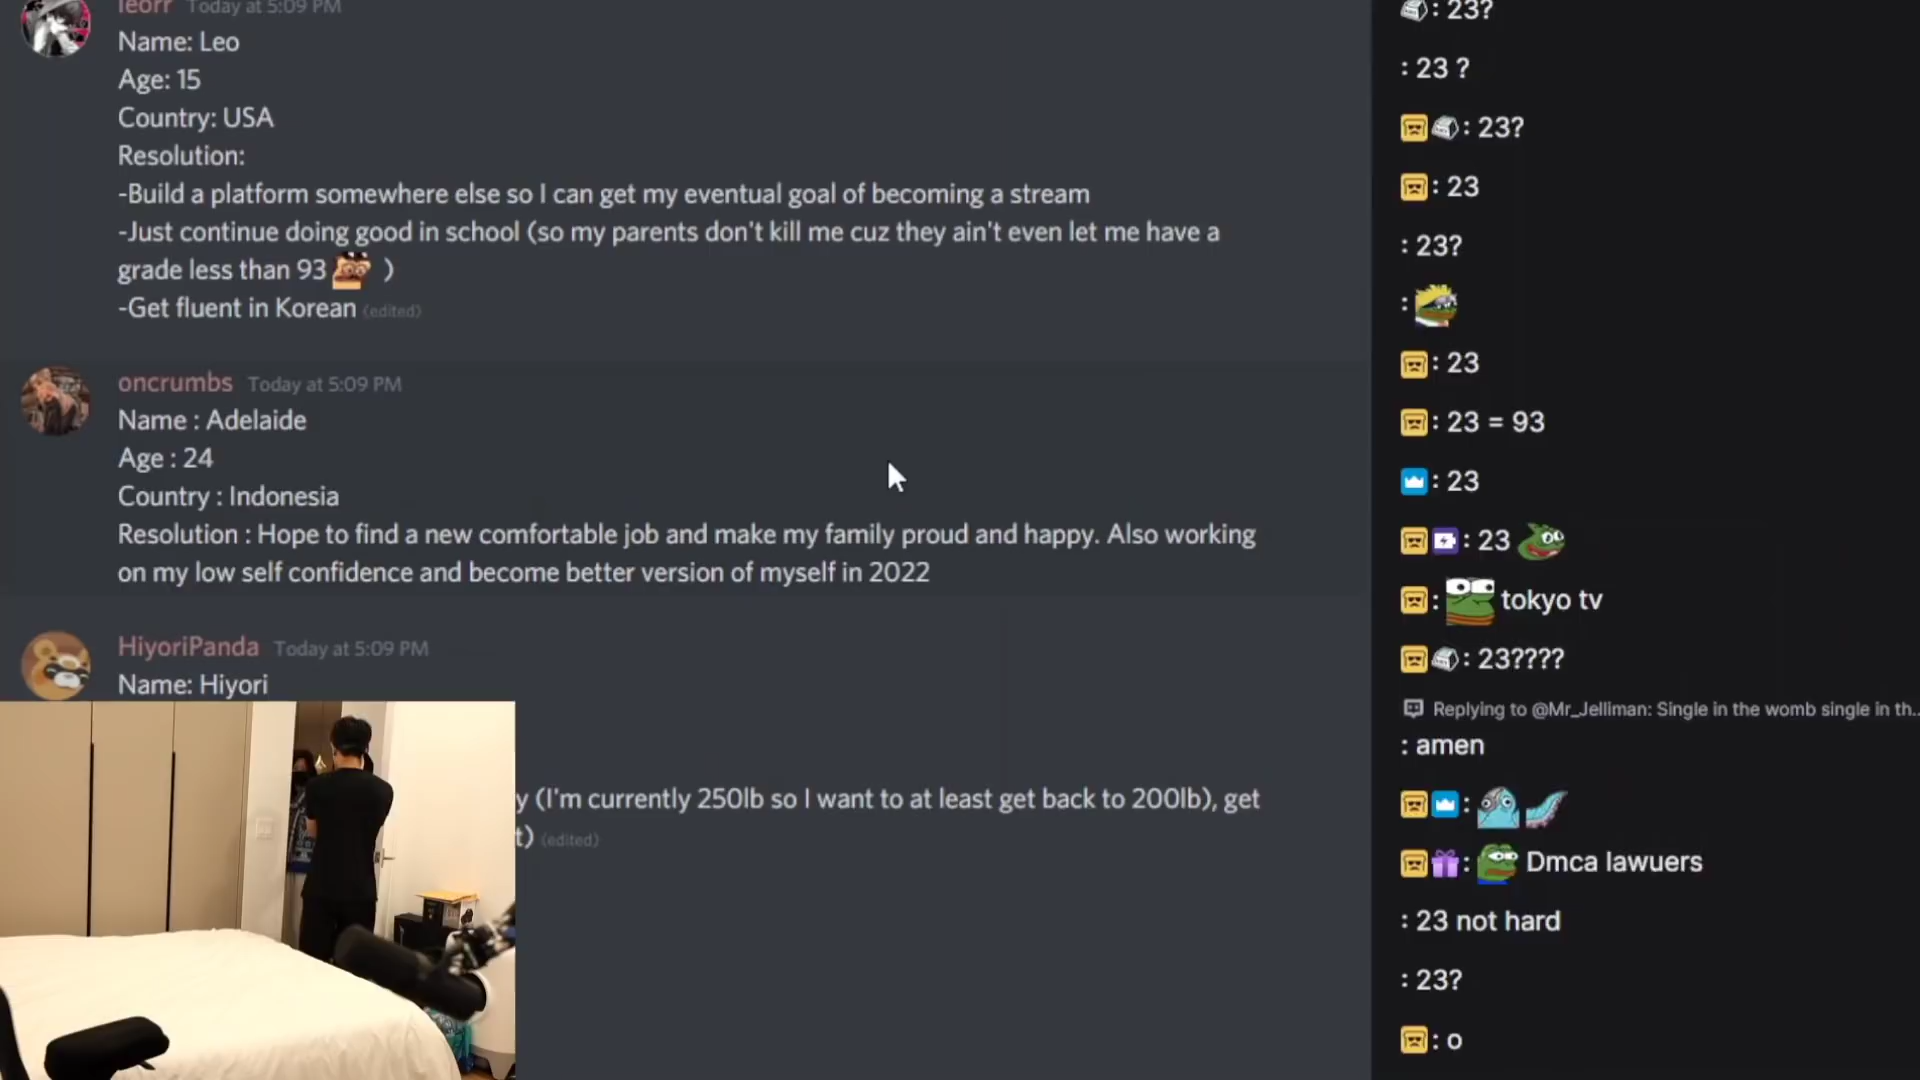 leorr Today at 5:09 PM
Name: Leo
Age: 15
Country: USA
Resolution:
-Build a platform somewhere else so I can get my eventual goal of becoming a stream
-Just continue doing good in school (so my parents don't kill me cuz they ain't even let me have a
grade less than 93 )
-Get fluent in Korean (edited)
oncrumbs Today at 5:09 PM
Name : Adelaide
Age : 24
Country : Indonesia
Resolution : Hope to find a new comfortable job and make my family proud and happy. Also working
on my low self confidence and become better version of myself in 2022
HiyoriPanda Today at 5:09 PM
Name: Hiyori
y (I'm currently 250lb so I want to at least get back to 200lb), get
t) (edited)
: 23?
: 23 ?
: 23?
: 23
: 23?
:
: 23
: 23 = 93
: 23
: 23
: tokyo tv
: 23????
Replying to @Mr_Jelliman: Single in the womb single in th...
: amen
:
: Dmca lawuers
: 23 not hard
: 23?
: o